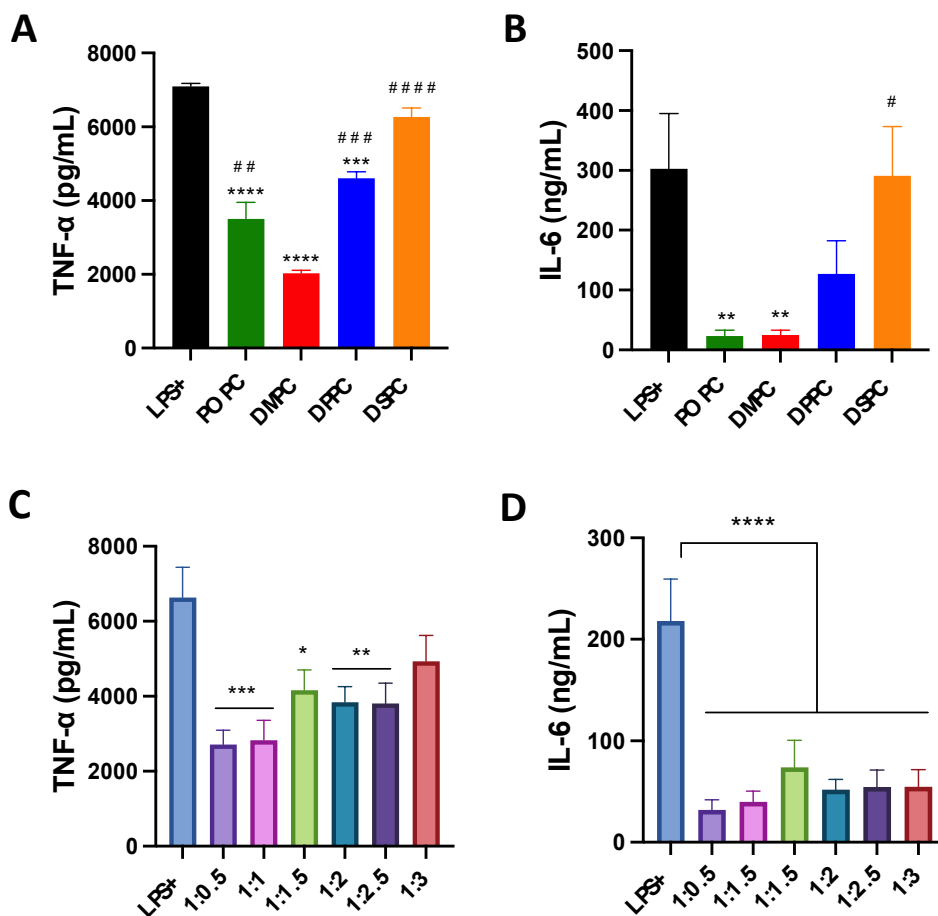 A
TNF-α (pg/mL)
8000
6000
4000
2000
0
##
****
****
###
***
####
LPS+
PO PC
DMPC
DPPC
DSPC
B
IL-6 (ng/mL)
500
400
300
200
100
0
**
**
#
LPS+
PO PC
DMPC
DPPC
DSPC
C
TNF-α (pg/mL)
8000
6000
4000
2000
0
***
*
**
LPS+
1:0.5
1:1
1:1.5
1:2
1:2.5
1:3
D
IL-6 (ng/mL)
300
200
100
0
****
LPS+
1:0.5
1:1.5
1:1.5
1:2
1:2.5
1:3